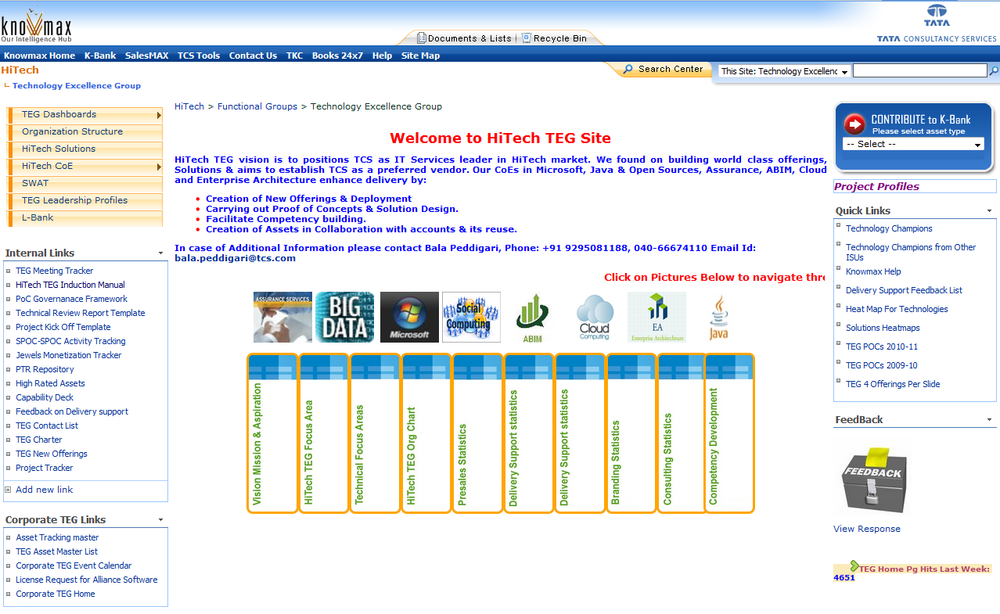 knowmax
Our Intelligence Hub
Documents & Lists | Recycle Bin
TATA
TATA CONSULTANCY SERVICES
Knowmax Home K-Bank SalesMAX TCS Tools Contact Us TKC Books 24x7 Help Site Map
HiTech
Search Center
This Site: Technology Excellenc
Technology Excellence Group
TEG Dashboards
Organization Structure
HiTech Solutions
HiTech CoE
SWAT
TEG Leadership Profiles
L-Bank
Internal Links
TEG Meeting Tracker
HiTech TEG Induction Manual
PoC Governanace Framework
Technical Review Report Template
Project Kick Off Template
SPOC-SPOC Activity Tracking
Jewels Monetization Tracker
PTR Repository
High Rated Assets
Capability Deck
Feedback on Delivery support
TEG Contact List
TEG Charter
TEG New Offerings
Project Tracker
Add new link
Corporate TEG Links
Asset Tracking master
TEG Asset Master List
Corporate TEG Event Calendar
License Request for Alliance Software
Corporate TEG Home
HiTech > Functional Groups > Technology Excellence Group
Welcome to HiTech TEG Site
HiTech TEG vision is to positions TCS as IT Services leader in HiTech market. We found on building world class offerings,
Solutions & aims to establish TCS as a preferred vendor. Our CoEs in Microsoft, Java & Open Sources, Assurance, ABIM, Cloud
and Enterprise Architecture enhance delivery by:
Creation of New Offerings & Deployment
Carrying out Proof of Concepts & Solution Design.
Facilitate Competency building.
Creation of Assets in Collaboration with accounts & its reuse.
In case of Additional Information please contact Bala Peddigari, Phone: +91 9295081188, 040-66674110 Email Id:
bala.peddigari@tcs.com
Click on Pictures Below to navigate thro
ASSURANCE SERVICES
BIG
DATA
Microsoft
Social
Computing
ABIM
Cloud
Computing
EA
Enterprise Architechture
Java
Vision Mission & Aspiration
HiTech TEG Focus Area
Technical Focus Areas
HiTech TEG Org Chart
Presales Statistics
Delivery Support statistics
Delivery Support statistics
Branding Statistics
Consulting Statistics
Competency Development
CONTRIBUTE to K-Bank
Please select asset type
-- Select --
Project Profiles
Quick Links
Technology Champions
Technology Champions from Other
ISUs
Knowmax Help
Delivery Support Feedback List
Heat Map For Technologies
Solutions Heatmaps
TEG POCs 2010-11
TEG POCs 2009-10
TEG 4 Offerings Per Slide
FeedBack
FEEDBACK
View Response
TEG Home Pg Hits Last Week:
4651